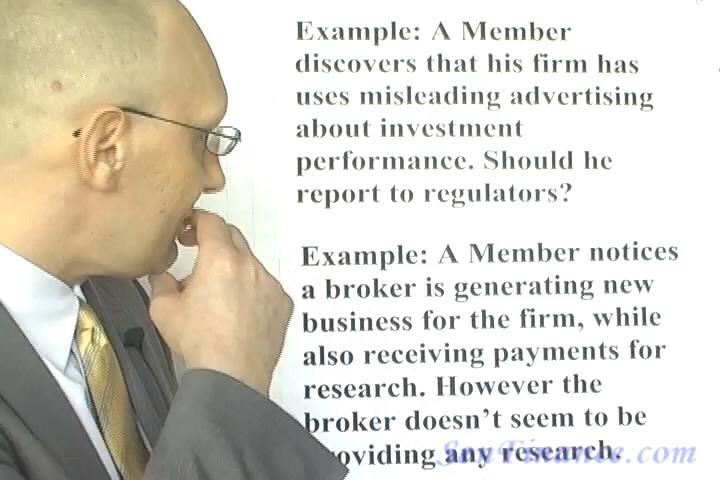 Example: A Member
discovers that his firm has
uses misleading advertising
about investment
performance. Should he
report to regulators?
Example: A Member notices
a broker is generating new
business for the firm, while
also receiving payments for
research. However the
broker doesn't seem to be
any research.